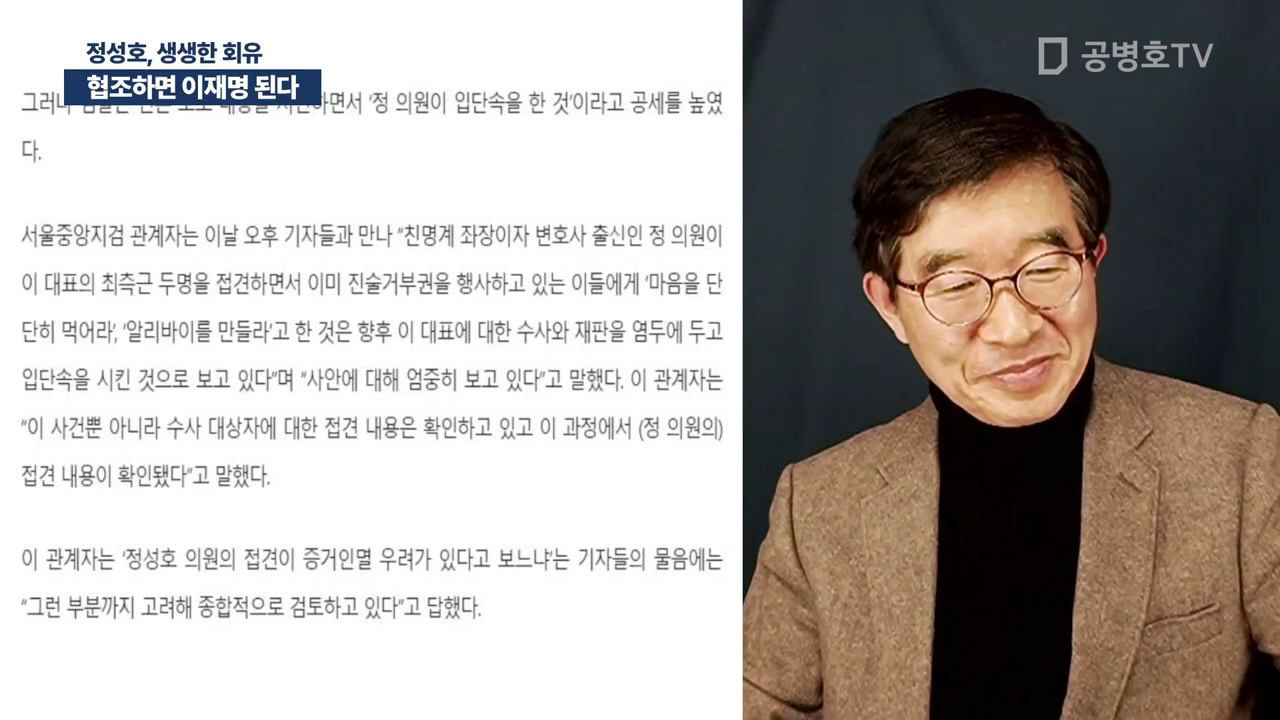 정성호, 생생한 회유
협조하면 이재명 된다
공병호TV
하면서 ‘정 의원이 입단속을 한 것’이라고 공세를 높였
다.
서울중앙지검 관계자는 이날 오후 기자들과 만나 “친명계 좌장이자 변호사 출신인 정 의원이
이 대표의 최측근 두명을 접견하면서 이미 진술거부권을 행사하고 있는 이들에게 ‘마음을 단
단히 먹어라’, ‘알리바이를 만들라’고 한 것은 향후 이 대표에 대한 수사와 재판을 염두에 두고
입단속을 시킨 것으로 보고 있다”며 “사안에 대해 엄중히 보고 있다”고 말했다. 이 관계자는
“이 사건뿐 아니라 수사 대상자에 대한 접견 내용은 확인하고 있고 이 과정에서 (정 의원의)
접견 내용이 확인됐다”고 말했다.
이 관계자는 ‘정성호 의원의 접견이 증거인멸 우려가 있다고 보느냐’는 기자들의 물음에는
“그런 부분까지 고려해 종합적으로 검토하고 있다”고 답했다.